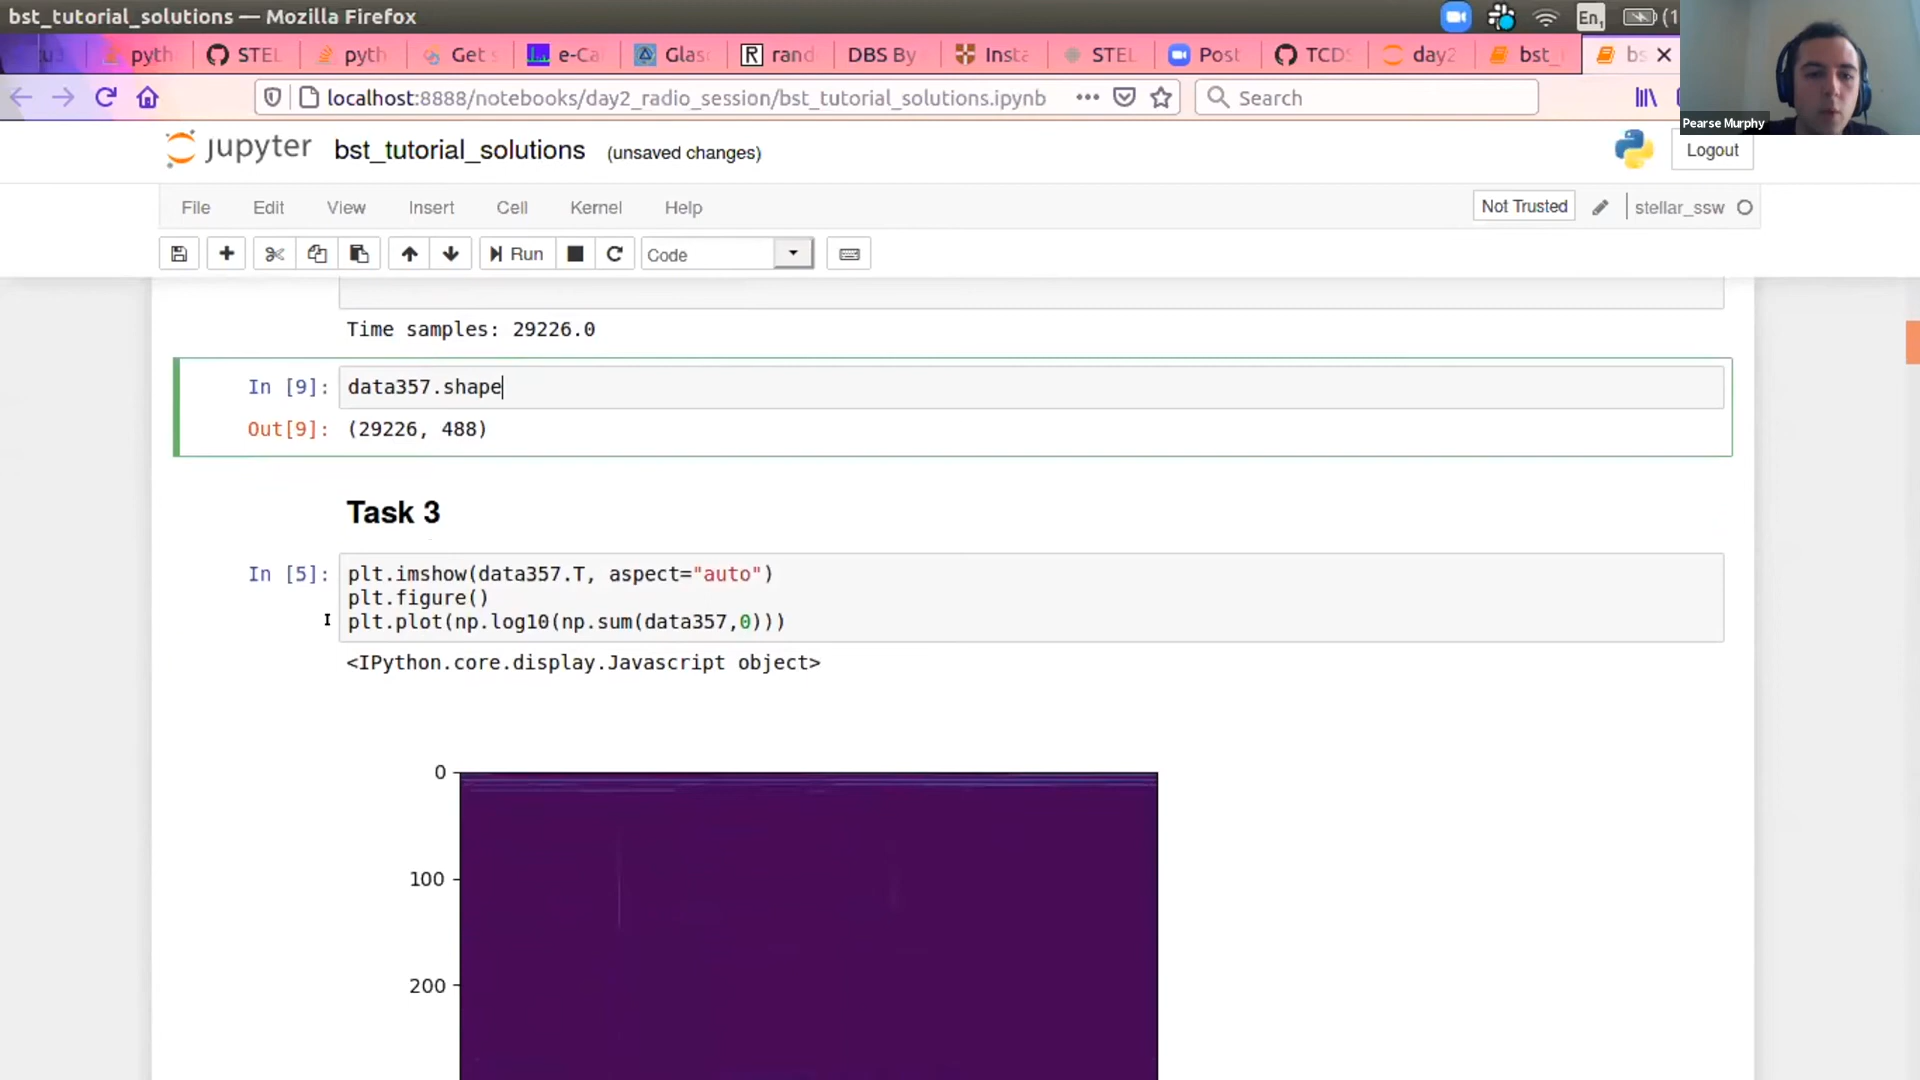 bst_tutorial_solutions — Mozilla Firefox
En1
(1
pyth
STEL
pyth
Get
e-Ca
Glas
R
rand
DBS By
Insta
STEL
Post
TCDS
day2
bst_
bs
localhost:8888/notebooks/day2_radio_session/bst_tutorial_solutions.ipynb
Search
Pearse Murphy
jupyter
bst_tutorial_solutions
(unsaved changes)
Logout
File
Edit
View
Insert
Cell
Kernel
Help
Not Trusted
stellar_ssw
Run
Code
Time samples: 29226.0
In [9]: data357.shape
Out[9]: (29226, 488)
Task 3
In [5]: plt.imshow(data357.T, aspect="auto")
plt.figure()
plt.plot(np.log10(np.sum(data357,0)))
<IPython.core.display.Javascript object>
0
100
200